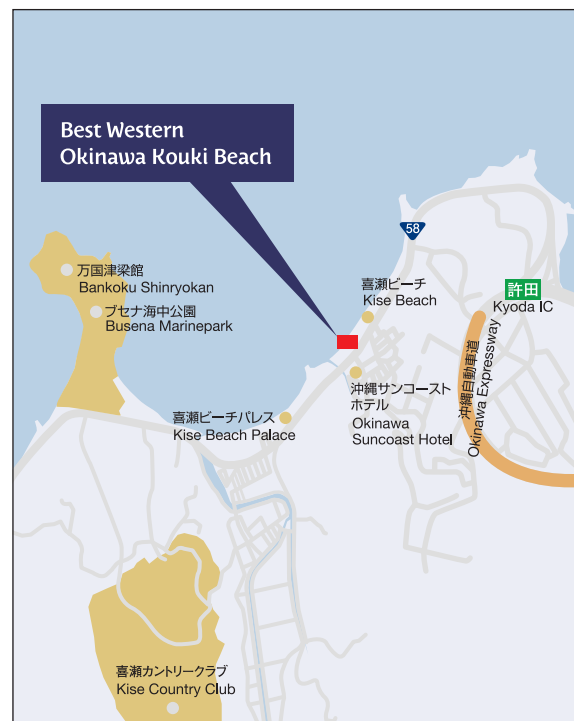 Best Western
Okinawa Kouki Beach
58
万国津梁館
Bankoku Shinryokan
ブセナ海中公園
Busena Marinepark
喜瀬ビーチ
Kise Beach
許田
Kyoda IC
沖縄自動車道
Okinawa Expressway
沖縄サンコースト
ホテル
Okinawa
Suncoast Hotel
喜瀬ビーチパレス
Kise Beach Palace
喜瀬カントリークラブ
Kise Country Club